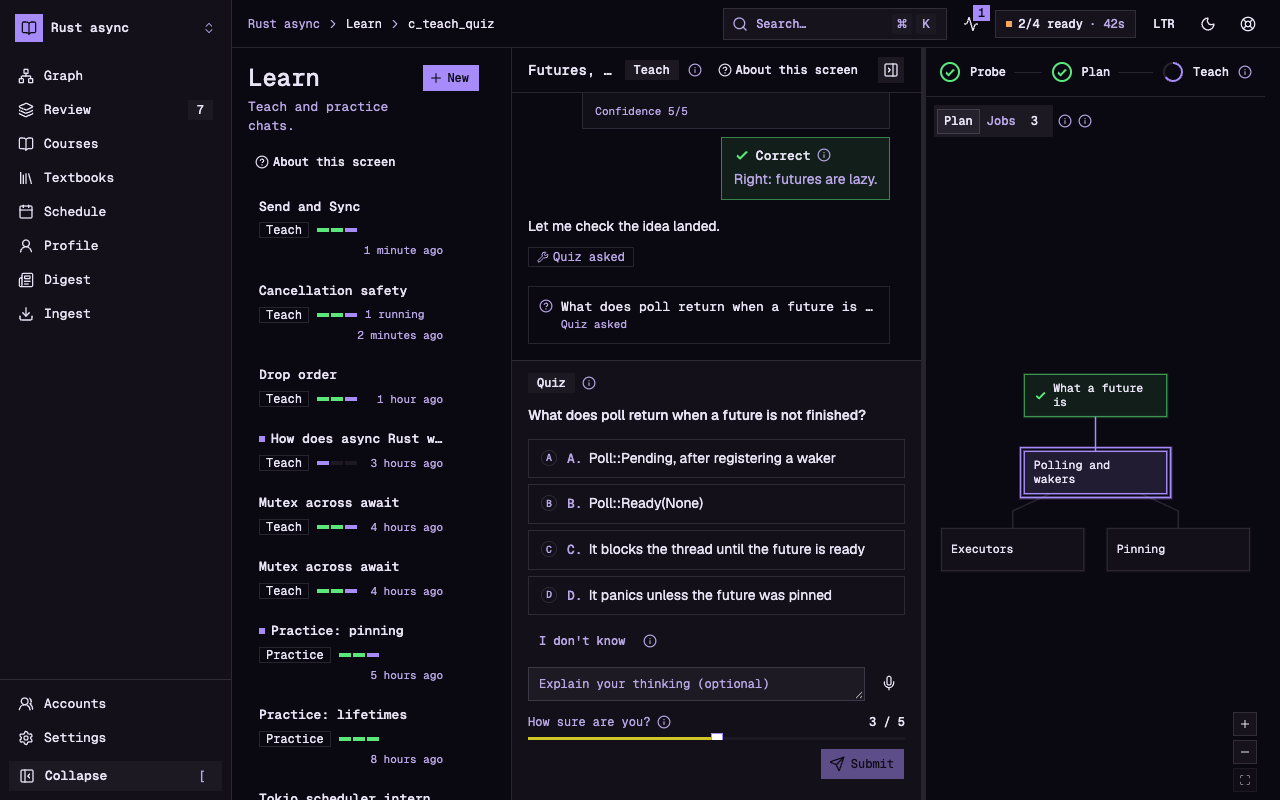 Rust async
Graph
Review 7
Courses
Textbooks
Schedule
Profile
Digest
Ingest
Accounts
Settings
Collapse [
Rust async > Learn > c_teach_quiz
Search… ⌘ K
1
2/4 ready · 42s
LTR
Learn
+ New
Teach and practice
chats.
About this screen
Send and Sync
Teach
1 minute ago
Cancellation safety
Teach 1 running
2 minutes ago
Drop order
Teach 1 hour ago
How does async Rust w…
Teach 3 hours ago
Mutex across await
Teach 4 hours ago
Mutex across await
Teach 4 hours ago
Practice: pinning
Practice
5 hours ago
Practice: lifetimes
Practice
8 hours ago
Tokio scheduler intern
Futures, … Teach About this screen
Confidence 5/5
Correct
Right: futures are lazy.
Let me check the idea landed.
Quiz asked
What does poll return when a future is …
Quiz asked
Quiz
What does poll return when a future is not finished?
A A. Poll::Pending, after registering a waker
B B. Poll::Ready(None)
C C. It blocks the thread until the future is ready
D D. It panics unless the future was pinned
I don't know
Explain your thinking (optional)
How sure are you? 3 / 5
Submit
Probe Plan Teach
Plan Jobs 3
What a future
is
Polling and
wakers
Executors Pinning